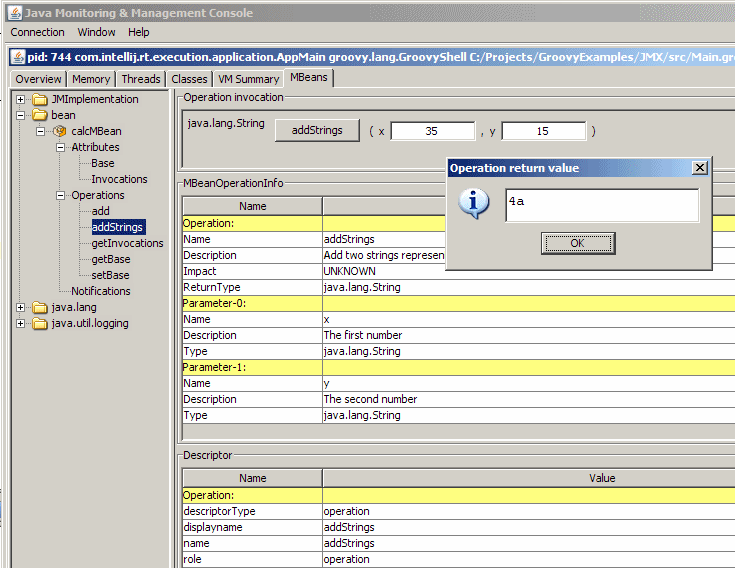 Java Monitoring & Management Console
Connection Window Help
pid: 744 com.intellij.rt.execution.application.AppMain groovy.lang.GroovyShell C:/Projects/GroovyExamples/JMX/src/Main.gro
Overview Memory Threads Classes VM Summary MBeans
JMImplementation
bean
calcMBean
Attributes
Base
Invocations
Operations
add
addStrings
getInvocations
getBase
setBase
Notifications
java.lang
java.util.logging
Operation invocation
java.lang.String addStrings ( x 35 , y 15 )
Operation return value
4a
OK
MBeanOperationInfo
Name
Operation:
Name addStrings
Description Add two strings represen
Impact UNKNOWN
ReturnType java.lang.String
Parameter-0:
Name x
Description The first number
Type java.lang.String
Parameter-1:
Name y
Description The second number
Type java.lang.String
Descriptor
Name Value
Operation:
descriptorType operation
displayname addStrings
name addStrings
role operation